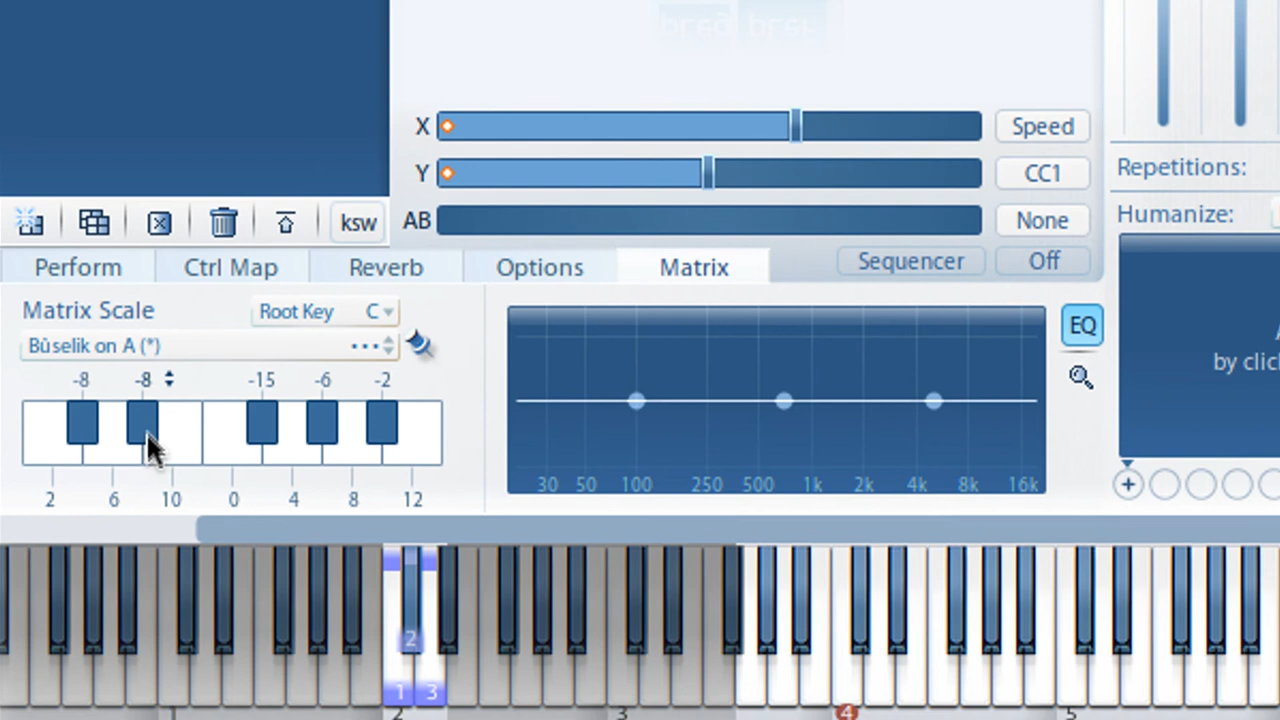 X Speed
Y CC1
AB None
Repetitions:
Humanize:
ksw
Perform Ctrl Map Reverb Options Matrix Sequencer Off
Matrix Scale Root Key C
Bûselik on A (*)
EQ
by clic
-8 -8 -15 -6 -2
2 6 10 0 4 8 12
30 50 100 250 500 1k 2k 4k 8k 16k
2
1 3
2 3 4 5